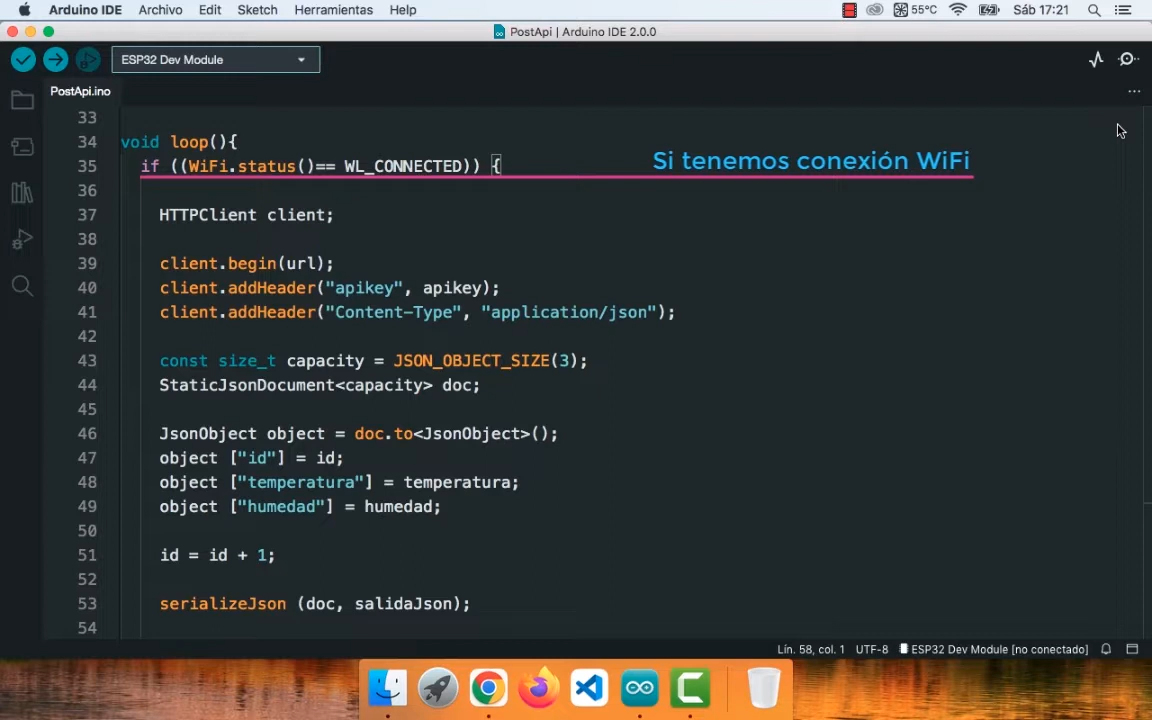 Arduino IDE Archivo Edit Sketch Herramientas Help 55°C Sáb 17:21
PostApi | Arduino IDE 2.0.0
ESP32 Dev Module
PostApi.ino
33
34 void loop(){
35 if ((WiFi.status()== WL_CONNECTED)) { Si tenemos conexión WiFi
36
37 HTTPClient client;
38
39 client.begin(url);
40 client.addHeader("apikey", apikey);
41 client.addHeader("Content-Type", "application/json");
42
43 const size_t capacity = JSON_OBJECT_SIZE(3);
44 StaticJsonDocument<capacity> doc;
45
46 JsonObject object = doc.to<JsonObject>();
47 object ["id"] = id;
48 object ["temperatura"] = temperatura;
49 object ["humedad"] = humedad;
50
51 id = id + 1;
52
53 serializeJson (doc, salidaJson);
54
Lín. 58, col. 1 UTF-8 ESP32 Dev Module [no conectado]